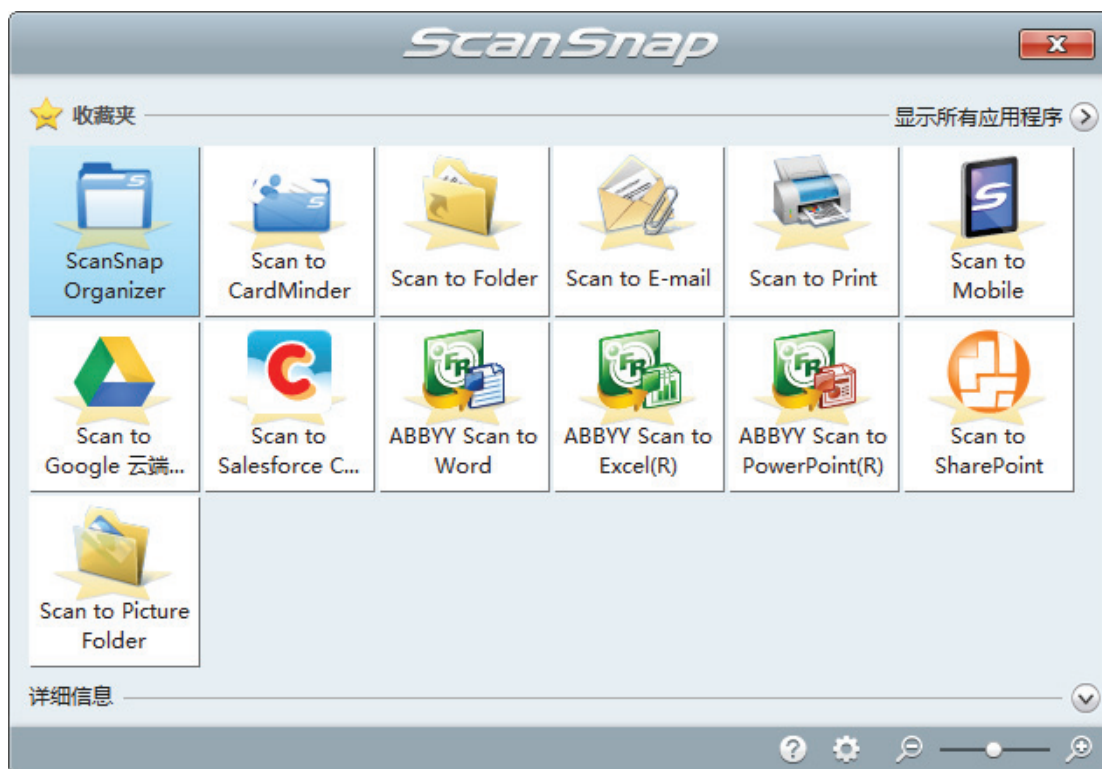 ScanSnap
收藏夹
显示所有应用程序
ScanSnap
Organizer
Scan to
CardMinder
Scan to Folder
Scan to E-mail
Scan to Print
Scan to
Mobile
Scan to
Google 云端...
Scan to
Salesforce C...
ABBYY Scan to
Word
ABBYY Scan to
Excel(R)
ABBYY Scan to
PowerPoint(R)
Scan to
SharePoint
Scan to Picture
Folder
详细信息